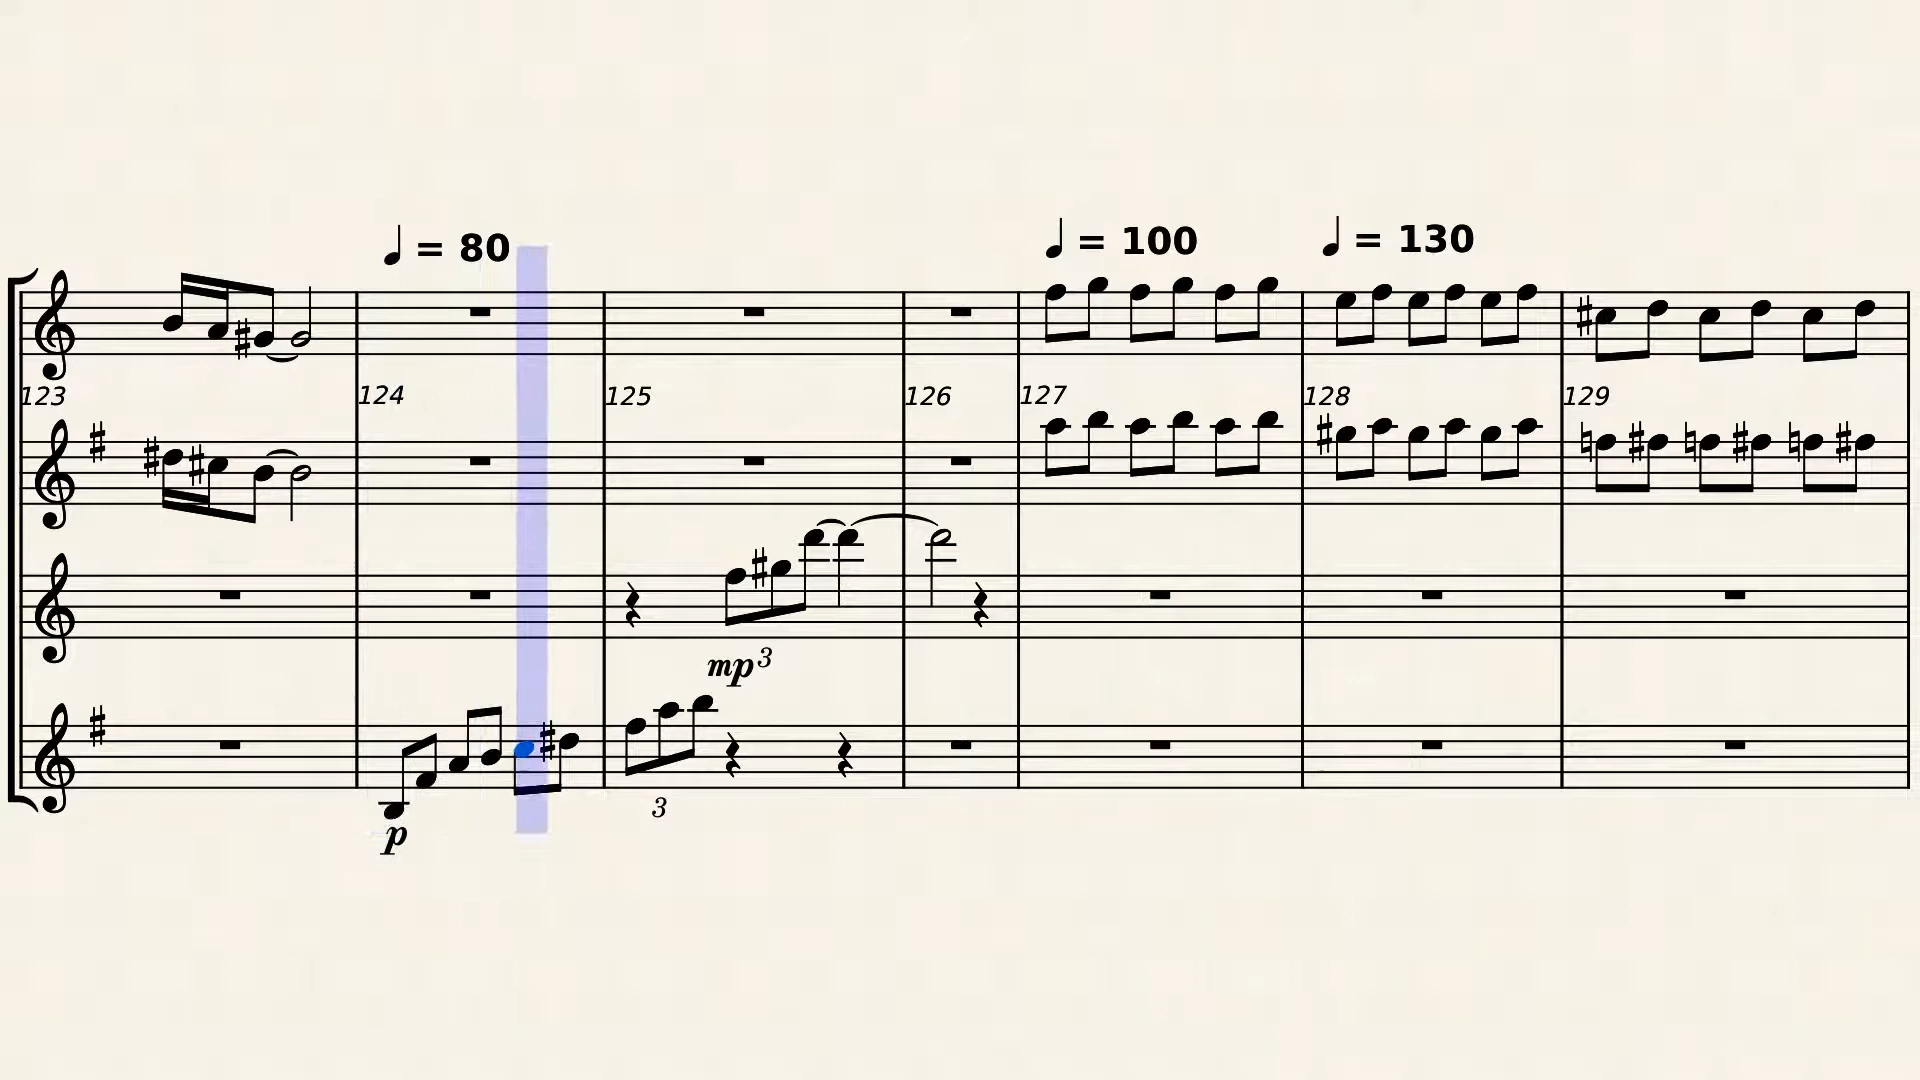 ♩ = 80
♩ = 100
♩ = 130
123
124
125
126
127
128
129
mp 3
3
p